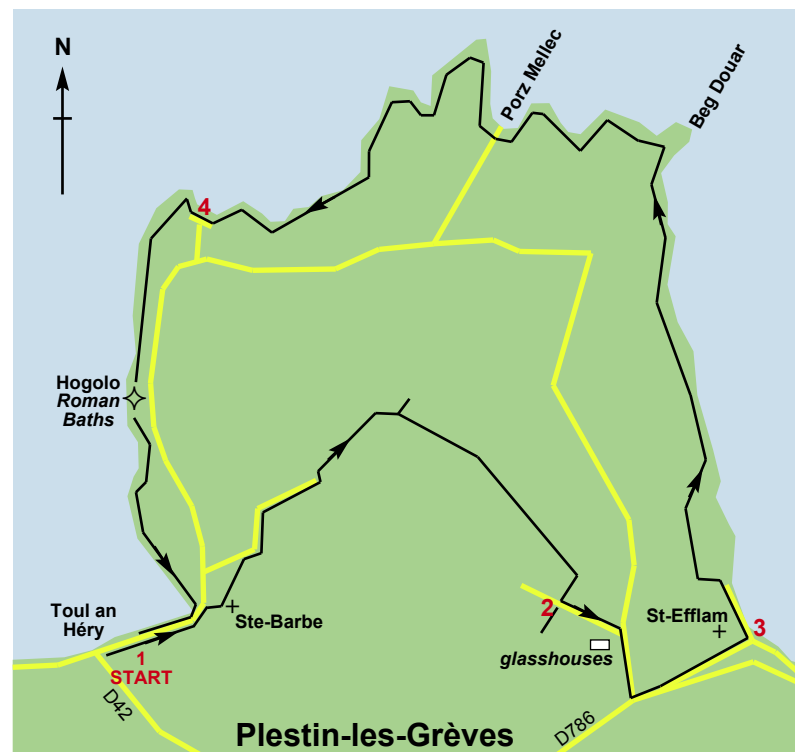 N
Porz Mellec
Beg Douar
4
Hogolo
Roman
Baths
Toul an
Héry
Ste-Barbe
2
St-Efflam
3
glasshouses
1
START
D42
D786
Plestin-les-Grèves